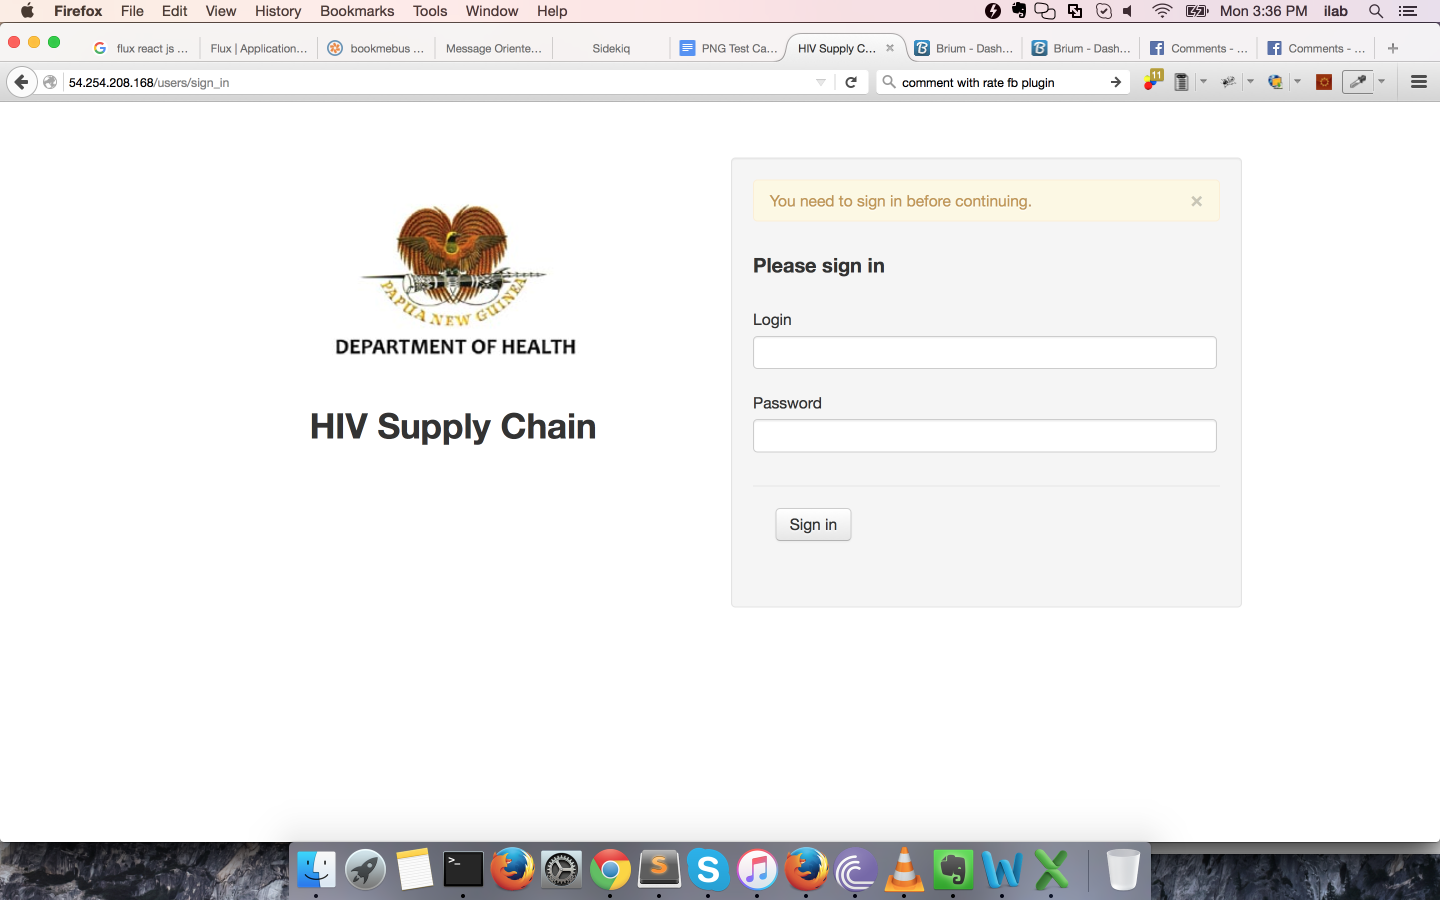 Firefox File Edit View History Bookmarks Tools Window Help Mon 3:36 PM ilab
flux react js ... Flux | Application... bookmebus ... Message Oriente... Sidekiq PNG Test Ca... HIV Supply C... Brium - Dash... Brium - Dash... Comments - ... Comments - ...
54.254.208.168/users/sign_in comment with rate fb plugin 11
PAPUA NEW GUINEA
DEPARTMENT OF HEALTH
HIV Supply Chain
You need to sign in before continuing.
Please sign in
Login
Password
Sign in